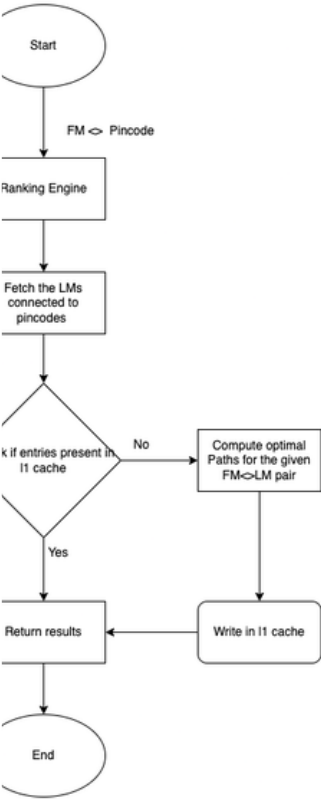 Start
FM <> Pincode
Ranking Engine
Fetch the LMs
connected to
pincodes
k if entries present in
l1 cache
No
Compute optimal
Paths for the given
FM<>LM pair
Yes
Return results
Write in l1 cache
End